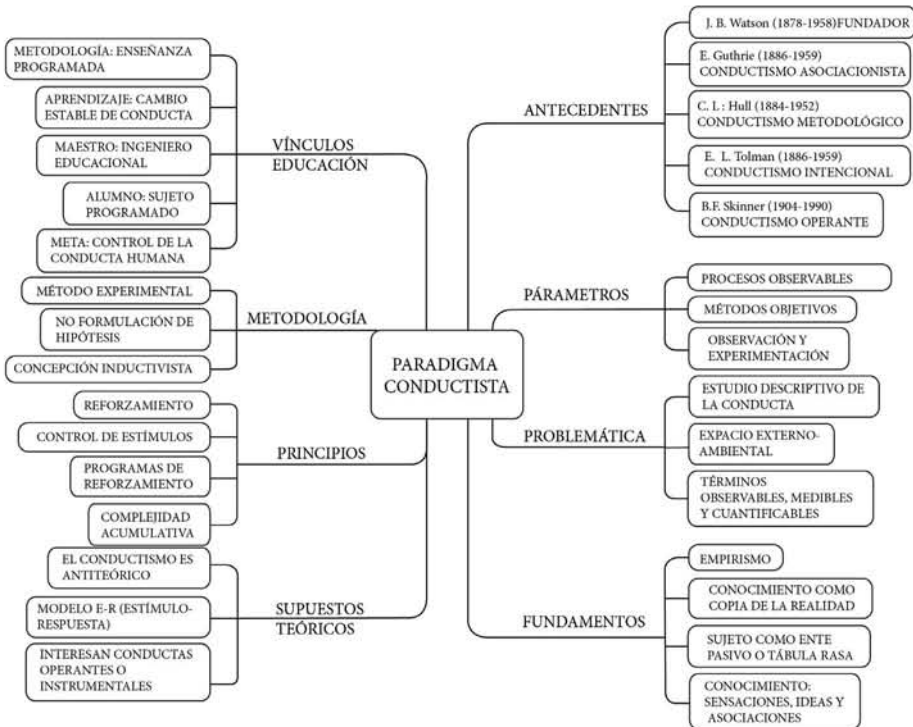 PARADIGMA
CONDUCTISTA
ANTECEDENTES
J. B. Watson (1878-1958)FUNDADOR
E. Guthrie (1886-1959)
CONDUCTISMO ASOCIACIONISTA
C. L : Hull (1884-1952)
CONDUCTISMO METODOLÓGICO
E. L. Tolman (1886-1959)
CONDUCTISMO INTENCIONAL
B.F. Skinner (1904-1990)
CONDUCTISMO OPERANTE
PÁRAMETROS
PROCESOS OBSERVABLES
MÉTODOS OBJETIVOS
OBSERVACIÓN Y
EXPERIMENTACIÓN
PROBLEMÁTICA
ESTUDIO DESCRIPTIVO DE
LA CONDUCTA
EXPACIO EXTERNO-
AMBIENTAL
TÉRMINOS
OBSERVABLES, MEDIBLES
Y CUANTIFICABLES
FUNDAMENTOS
EMPIRISMO
CONOCIMIENTO COMO
COPIA DE LA REALIDAD
SUJETO COMO ENTE
PASIVO O TÁBULA RASA
CONOCIMIENTO:
SENSACIONES, IDEAS Y
ASOCIACIONES
VÍNCULOS
EDUCACIÓN
METODOLOGÍA: ENSEÑANZA
PROGRAMADA
APRENDIZAJE: CAMBIO
ESTABLE DE CONDUCTA
MAESTRO: INGENIERO
EDUCACIONAL
ALUMNO: SUJETO
PROGRAMADO
META: CONTROL DE LA
CONDUCTA HUMANA
METODOLOGÍA
MÉTODO EXPERIMENTAL
NO FORMULACIÓN DE
HIPÓTESIS
CONCEPCIÓN INDUCTIVISTA
PRINCIPIOS
REFORZAMIENTO
CONTROL DE ESTÍMULOS
PROGRAMAS DE
REFORZAMIENTO
COMPLEJIDAD
ACUMULATIVA
SUPUESTOS
TEÓRICOS
EL CONDUCTISMO ES
ANTITEÓRICO
MODELO E-R (ESTÍMULO-
RESPUESTA)
INTERESAN CONDUCTAS
OPERANTES O
INSTRUMENTALES